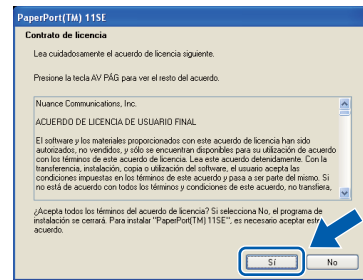 PaperPort(TM) 11SE
Contrato de licencia
Lea cuidadosamente el acuerdo de licencia siguiente.
Presione la tecla AV PÁG para ver el resto del acuerdo.
Nuance Communications, Inc.
ACUERDO DE LICENCIA DE USUARIO FINAL
El software y los materiales proporcionados con este acuerdo de licencia han sido
autorizados, no vendidos, y sólo se encuentran disponibles para su utilización de acuerdo
con los términos de este acuerdo de licencia. Lea este acuerdo detenidamente. Con la
transferencia, instalación, copia o utilización del software, el usuario acepta las
condiciones impuestas en los términos de este acuerdo y pasa a ser parte del mismo. Si
no está de acuerdo con todos los términos y condiciones de este acuerdo, no transfiera,
¿Acepta todos los términos del acuerdo de licencia? Si selecciona No, el programa de
instalación se cerrará. Para instalar "PaperPort(TM) 11SE", es necesario aceptar este
acuerdo.
Sí
No